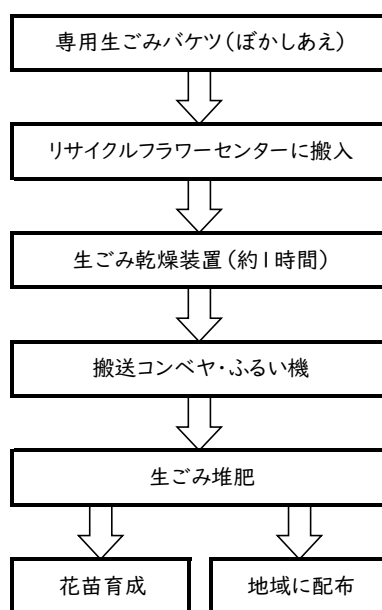 専用生ごみバケツ(ぼかしあえ)
リサイクルフラワーセンターに搬入
生ごみ乾燥装置(約1時間)
搬送コンベヤ・ふるい機
生ごみ堆肥
花苗育成
地域に配布